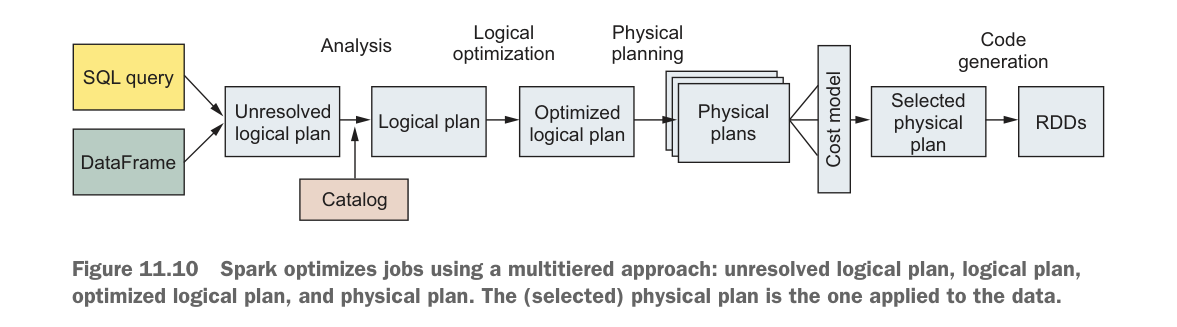 Analysis
Logical
optimization
Physical
planning
Code
generation
SQL query
DataFrame
Unresolved
logical plan
Catalog
Logical plan
Optimized
logical plan
Physical
plans
Cost model
Selected
physical
plan
RDDs
Figure 11.10 Spark optimizes jobs using a multitiered approach: unresolved logical plan, logical plan,
optimized logical plan, and physical plan. The (selected) physical plan is the one applied to the data.